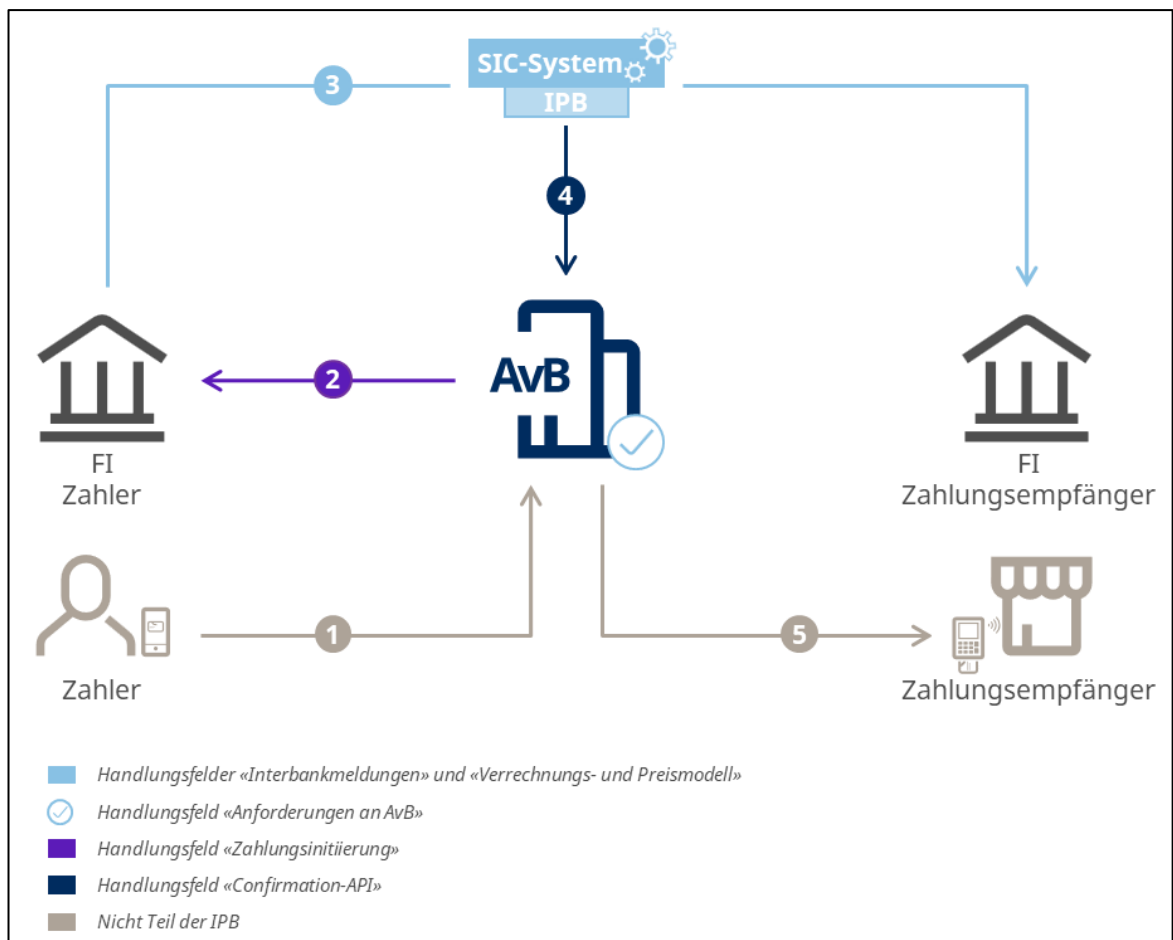 SIC-System
IPB
3
4
AvB
2
FI
Zahler
FI
Zahlungsempfänger
1
5
Zahler
Zahlungsempfänger
Handlungsfelder «Interbankmeldungen» und «Verrechnungs- und Preismodell»
Handlungsfeld «Anforderungen an AvB»
Handlungsfeld «Zahlungsinitiierung»
Handlungsfeld «Confirmation-API»
Nicht Teil der IPB